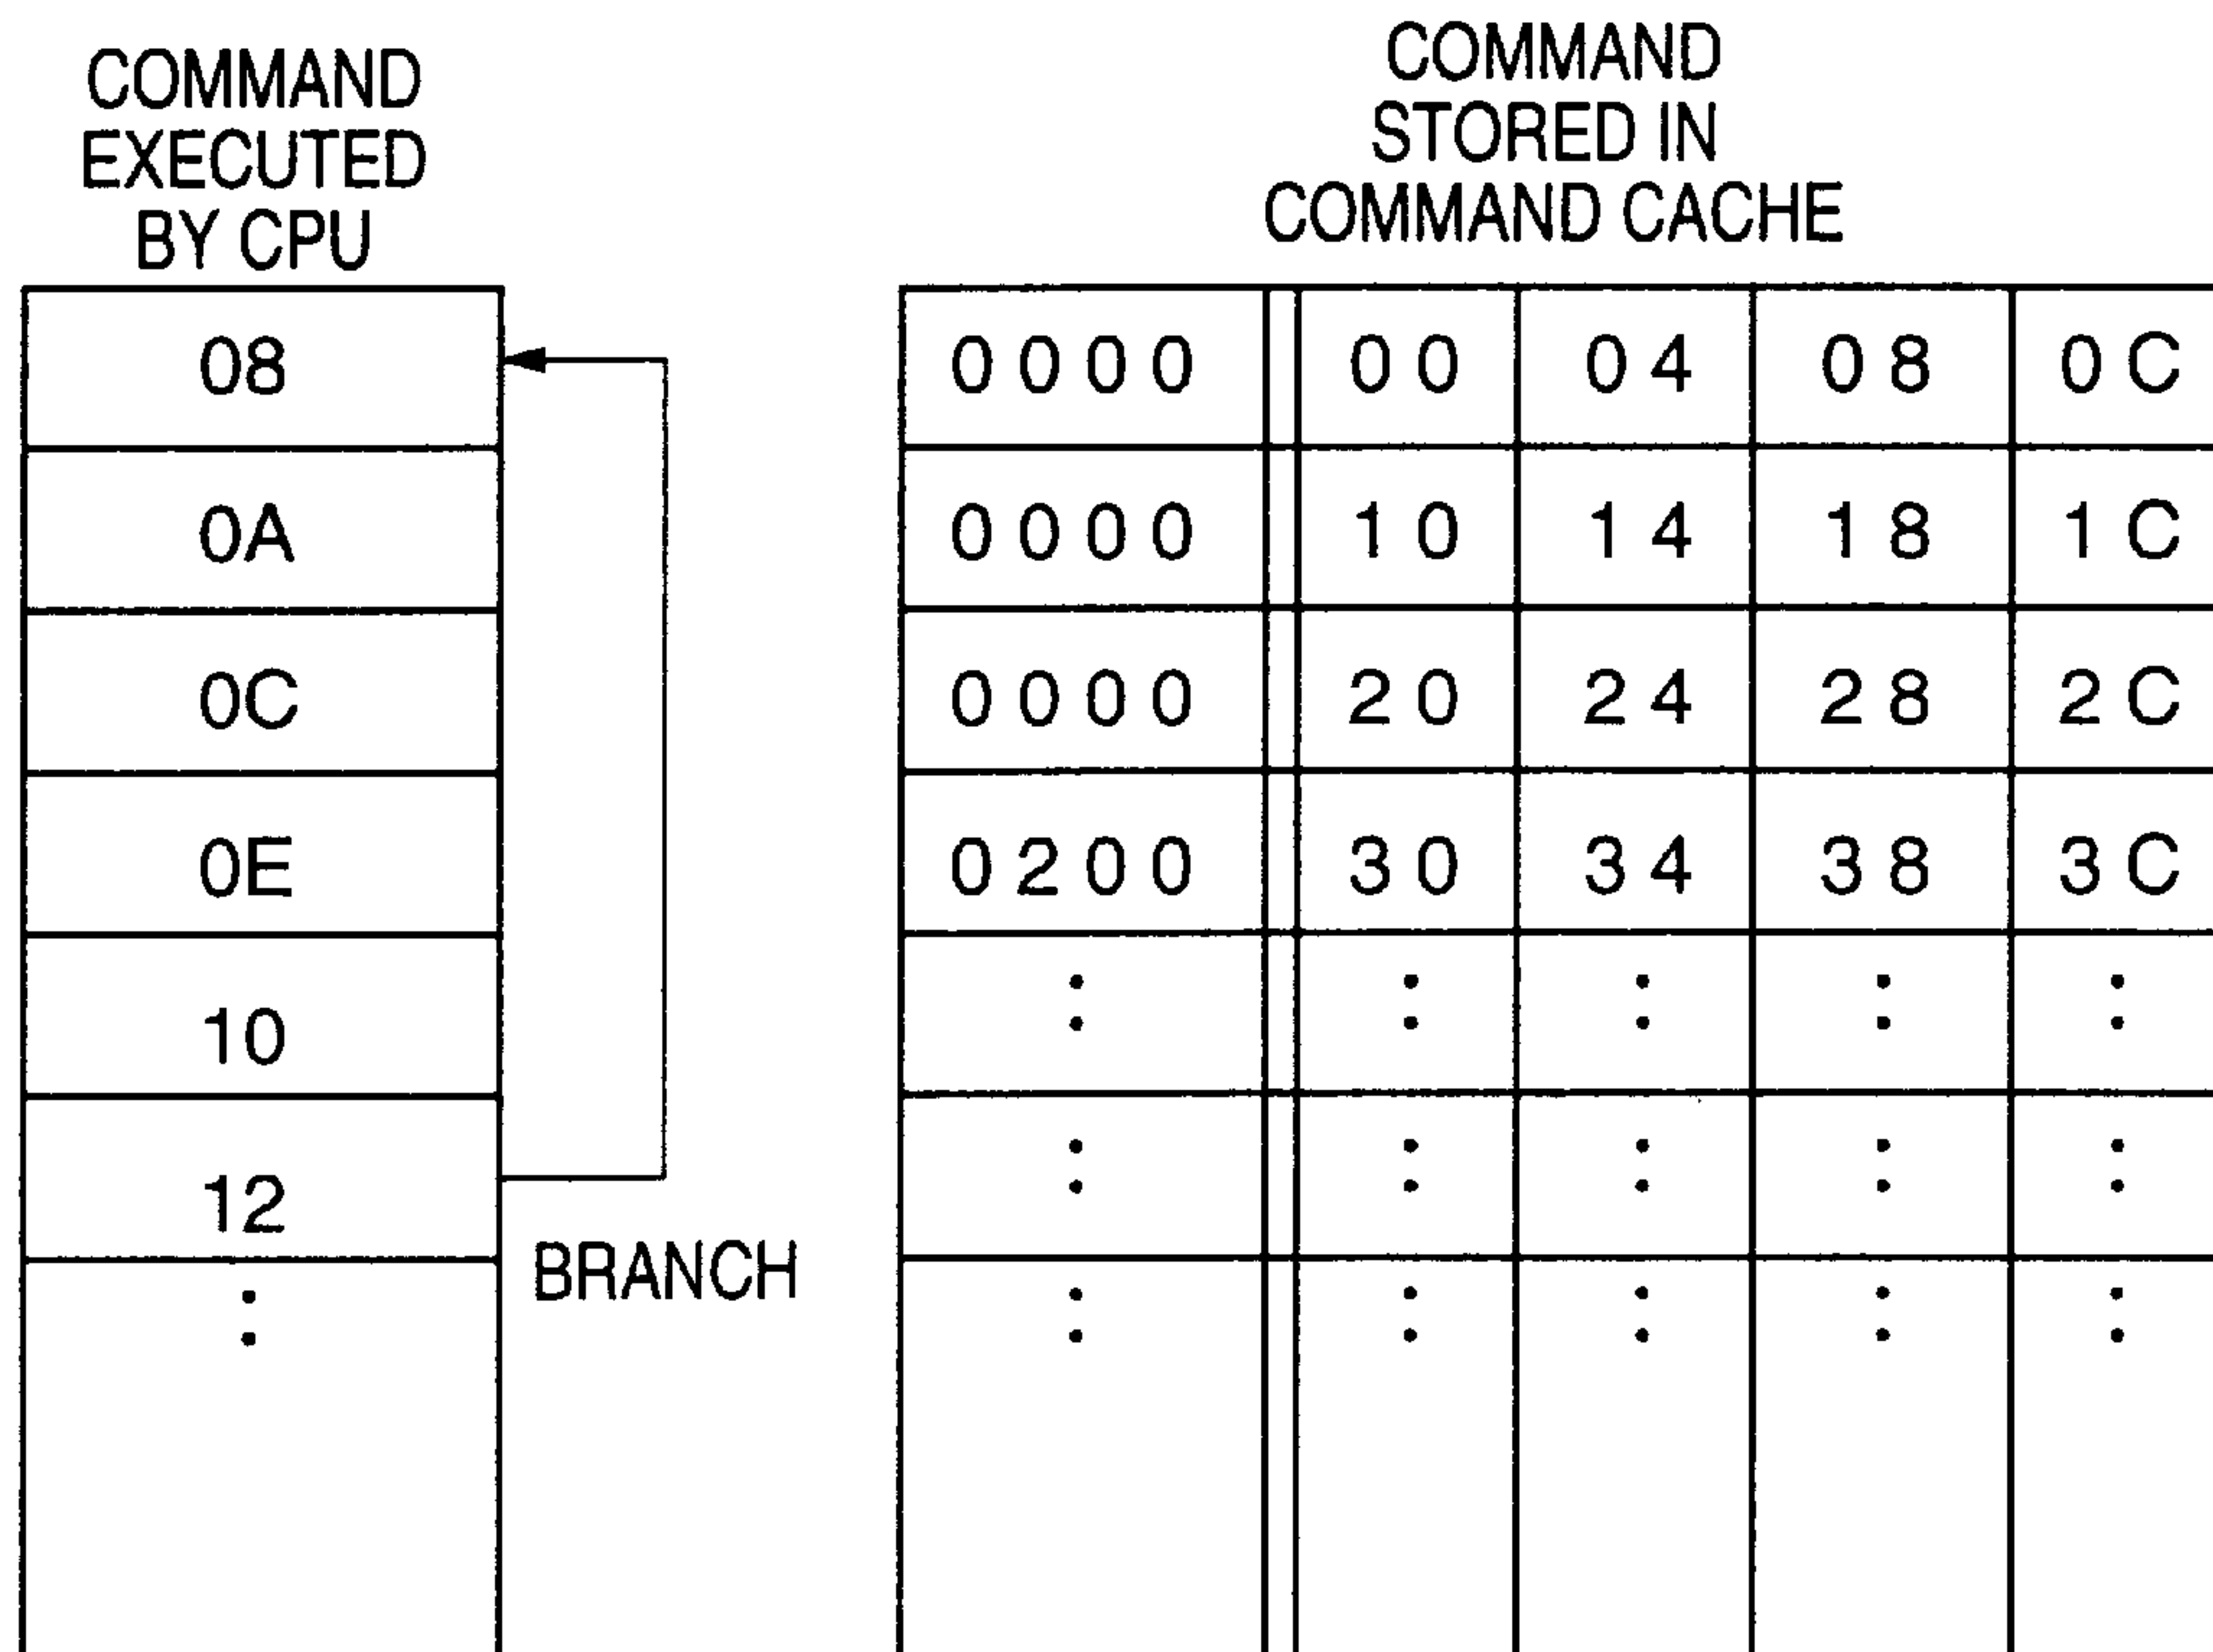 COMMAND
EXECUTED
BY CPU
08
0A
0C
0E
10
12
:
BRANCH
COMMAND
STORED IN
COMMAND CACHE
0000 00 04 08 0C
0000 10 14 18 1C
0000 20 24 28 2C
0200 30 34 38 3C
: : : : :
: : : : :
: : : : :